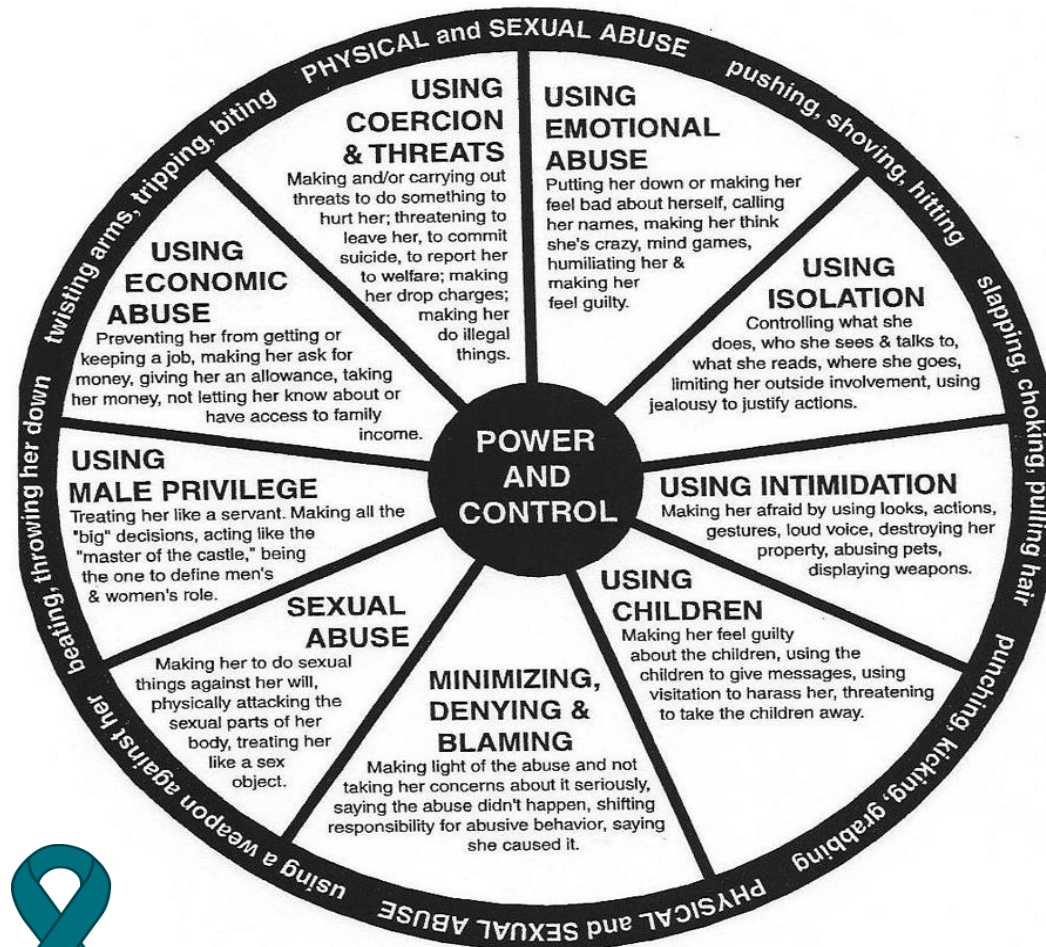 PHYSICAL and SEXUAL ABUSE
pushing, shoving, hitting
slapping, choking, pulling hair
punching, kicking, grabbing
PHYSICAL and SEXUAL ABUSE
using a weapon against her
beating, throwing her down
twisting arms, tripping, biting
USING
COERCION
& THREATS
Making and/or carrying out
threats to do something to
hurt her; threatening to
leave her, to commit
suicide, to report her
to welfare; making
her drop charges;
making her
do illegal
things.
USING
EMOTIONAL
ABUSE
Putting her down or making her
feel bad about herself, calling
her names, making her think
she's crazy, mind games,
humiliating her &
making her
feel guilty.
USING
ISOLATION
Controlling what she
does, who she sees & talks to,
what she reads, where she goes,
limiting her outside involvement, using
jealousy to justify actions.
USING INTIMIDATION
Making her afraid by using looks, actions,
gestures, loud voice, destroying her
property, abusing pets,
displaying weapons.
USING
CHILDREN
Making her feel guilty
about the children, using the
children to give messages, using
visitation to harass her, threatening
to take the children away.
MINIMIZING,
DENYING &
BLAMING
Making light of the abuse and not
taking her concerns about it seriously,
saying the abuse didn't happen, shifting
responsibility for abusive behavior, saying
she caused it.
SEXUAL
ABUSE
Making her to do sexual
things against her will,
physically attacking the
sexual parts of her
body, treating her
like a sex
object.
USING
MALE PRIVILEGE
Treating her like a servant. Making all the
"big" decisions, acting like the
"master of the castle," being
the one to define men's
& women's role.
USING
ECONOMIC
ABUSE
Preventing her from getting or
keeping a job, making her ask for
money, giving her an allowance, taking
her money, not letting her know about or
have access to family
income.
POWER
AND
CONTROL